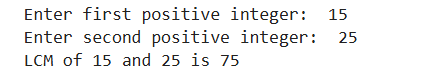 Enter first positive integer:  15
Enter second positive integer:  25
LCM of 15 and 25 is 75